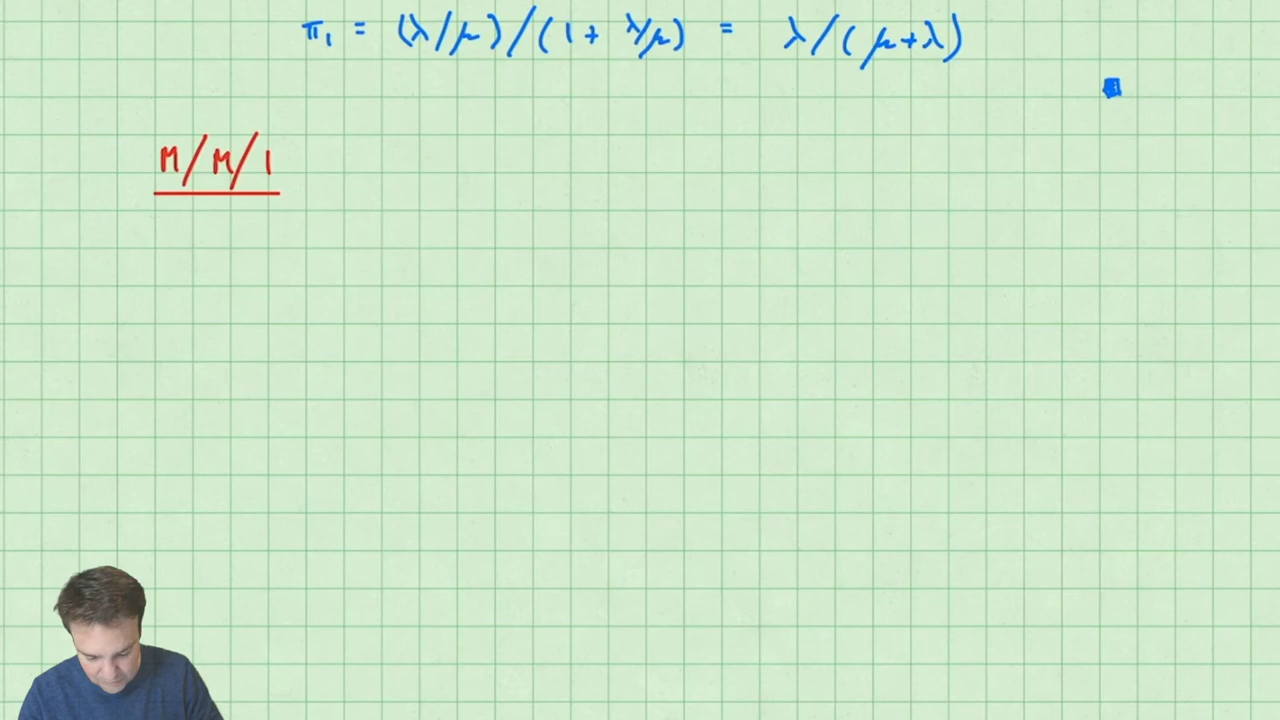 π₁ = (λ/μ)/(1 + λ/μ) = λ/(μ+λ)
M/M/1